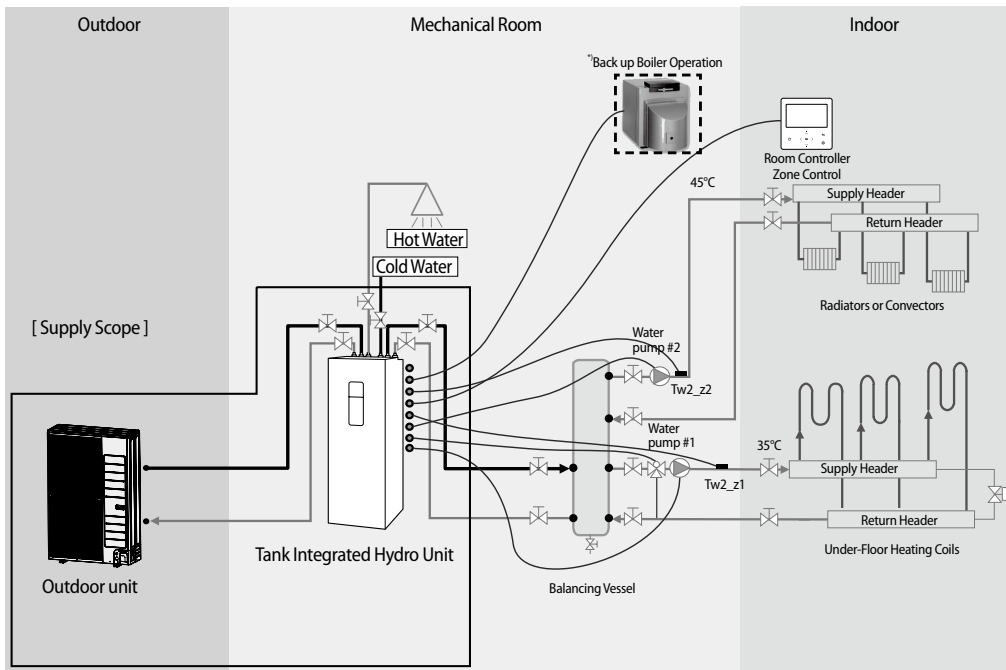 Outdoor
Mechanical Room
Indoor
*)Back up Boiler Operation
Room Controller
Zone Control
45°C
Supply Header
Return Header
Hot Water
Cold Water
Radiators or Convectors
[ Supply Scope ]
Water
pump #2
Tw2_z2
Water
pump #1
35°C
Tw2_z1
Supply Header
Return Header
Under-Floor Heating Coils
Tank Integrated Hydro Unit
Outdoor unit
Balancing Vessel